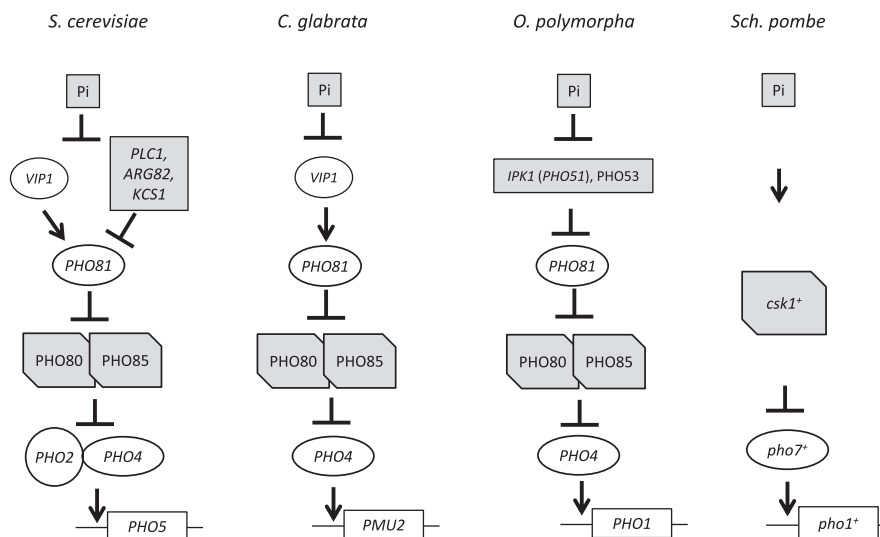 S. cerevisiae
C. glabrata
O. polymorpha
Sch. pombe
Pi
Pi
Pi
Pi
VIP1
PLC1,
ARG82,
KCS1
VIP1
IPK1 (PHO51), PHO53
PHO81
PHO81
PHO81
csk1⁺
PHO80
PHO85
PHO80
PHO85
PHO80
PHO85
PHO2
PHO4
PHO4
PHO4
pho7⁺
PHO5
PMU2
PHO1
pho1⁺